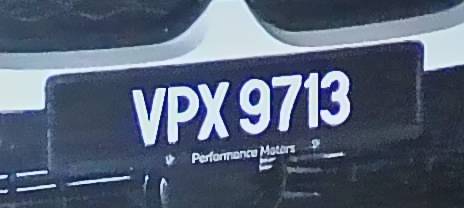 VPX 9713
Performance Motors